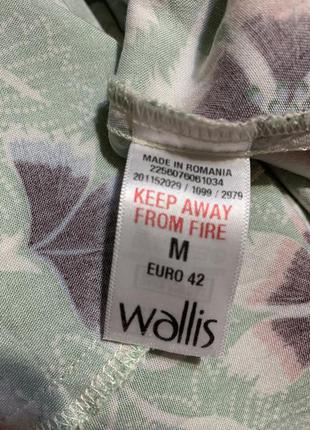 MADE IN ROMANIA
2256076061034
201152029 / 1099 / 2979
KEEP AWAY
FROM FIRE
M
EURO 42
wallis